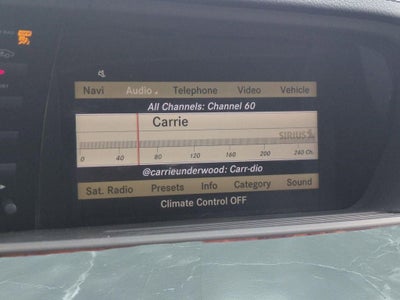 Navi Audio Telephone Video Vehicle
All Channels: Channel 60
Carrie
SIRIUS
0 40 80 120 160 200 240 Ch.
@carrieunderwood: Carr-dio
Sat. Radio Presets Info Category Sound
Climate Control OFF